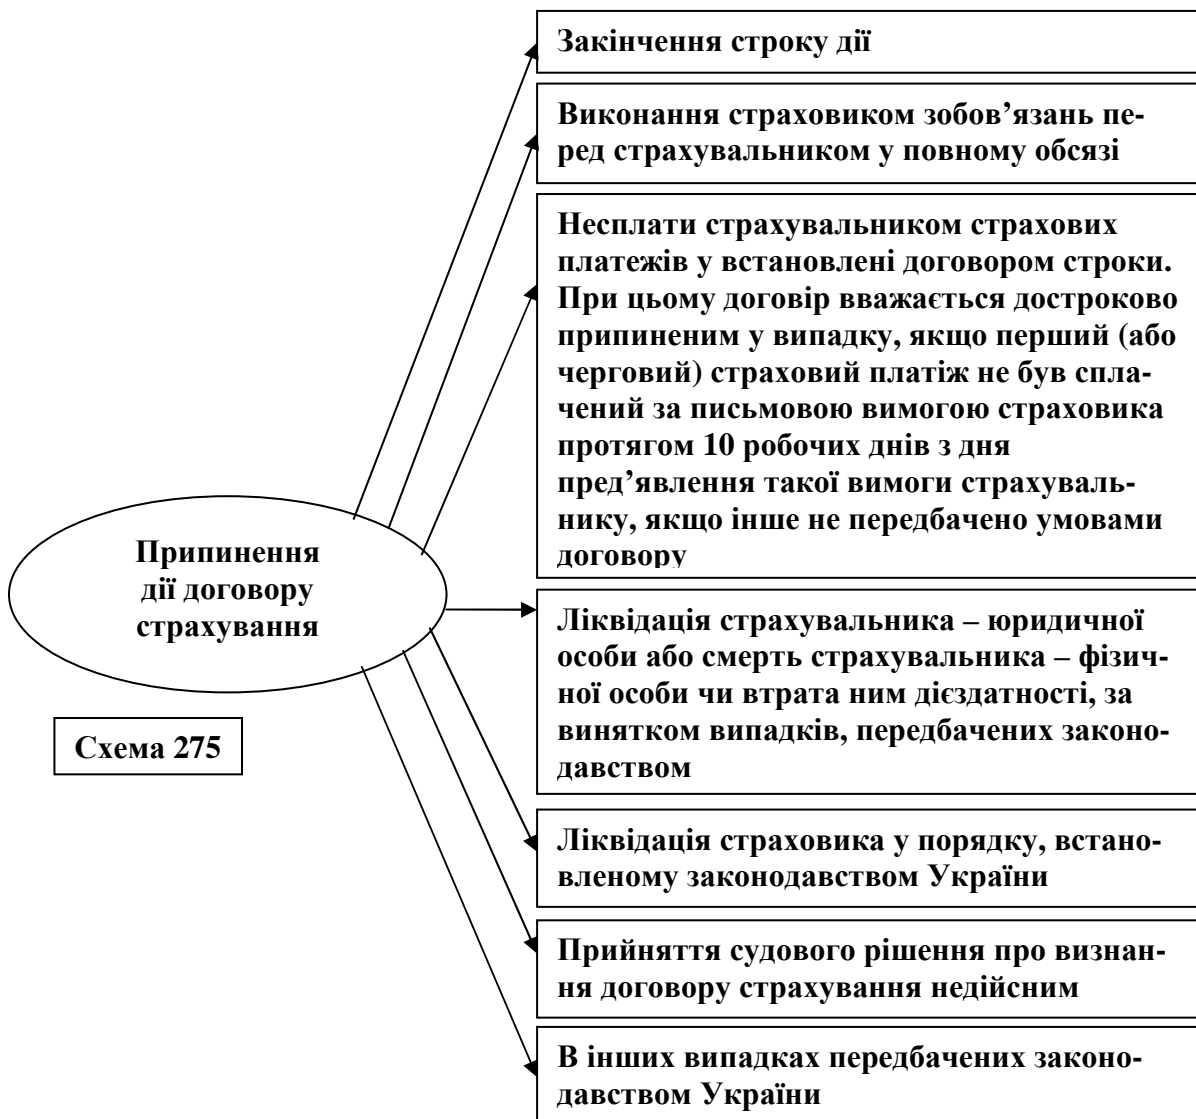 Закінчення строку дії
Виконання страховиком зобов’язань пе-
ред страхувальником у повному обсязі
Несплати страхувальником страхових
платежів у встановлені договором строки.
При цьому договір вважається достроково
припиненим у випадку, якщо перший (або
черговий) страховий платіж не був спла-
чений за письмовою вимогою страховика
протягом 10 робочих днів з дня
пред’явлення такої вимоги страхуваль-
нику, якщо інше не передбачено умовами
договору
Припинення
дії договору
страхування
Схема 275
Ліквідація страхувальника – юридичної
особи або смерть страхувальника – фізич-
ної особи чи втрата ним дієздатності, за
винятком випадків, передбачених законо-
давством
Ліквідація страховика у порядку, встано-
вленому законодавством України
Прийняття судового рішення про визнан-
ня договору страхування недійсним
В інших випадках передбачених законо-
давством України